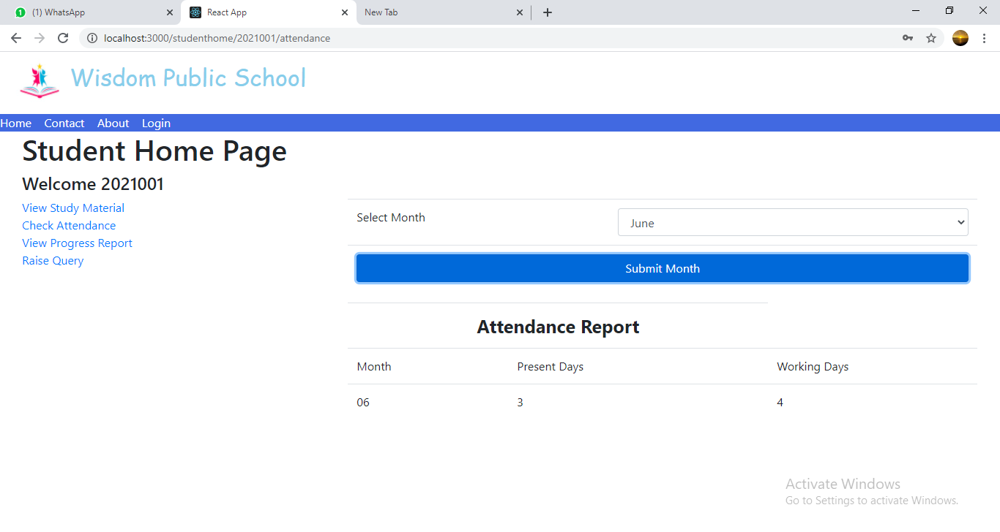 (1) WhatsApp
React App
New Tab
localhost:3000/studenthome/2021001/attendance
Wisdom Public School
Home Contact About Login
Student Home Page
Welcome 2021001
View Study Material
Check Attendance
View Progress Report
Raise Query
Select Month June
Submit Month
Attendance Report
Month Present Days Working Days
06 3 4
Activate Windows
Go to Settings to activate Windows.